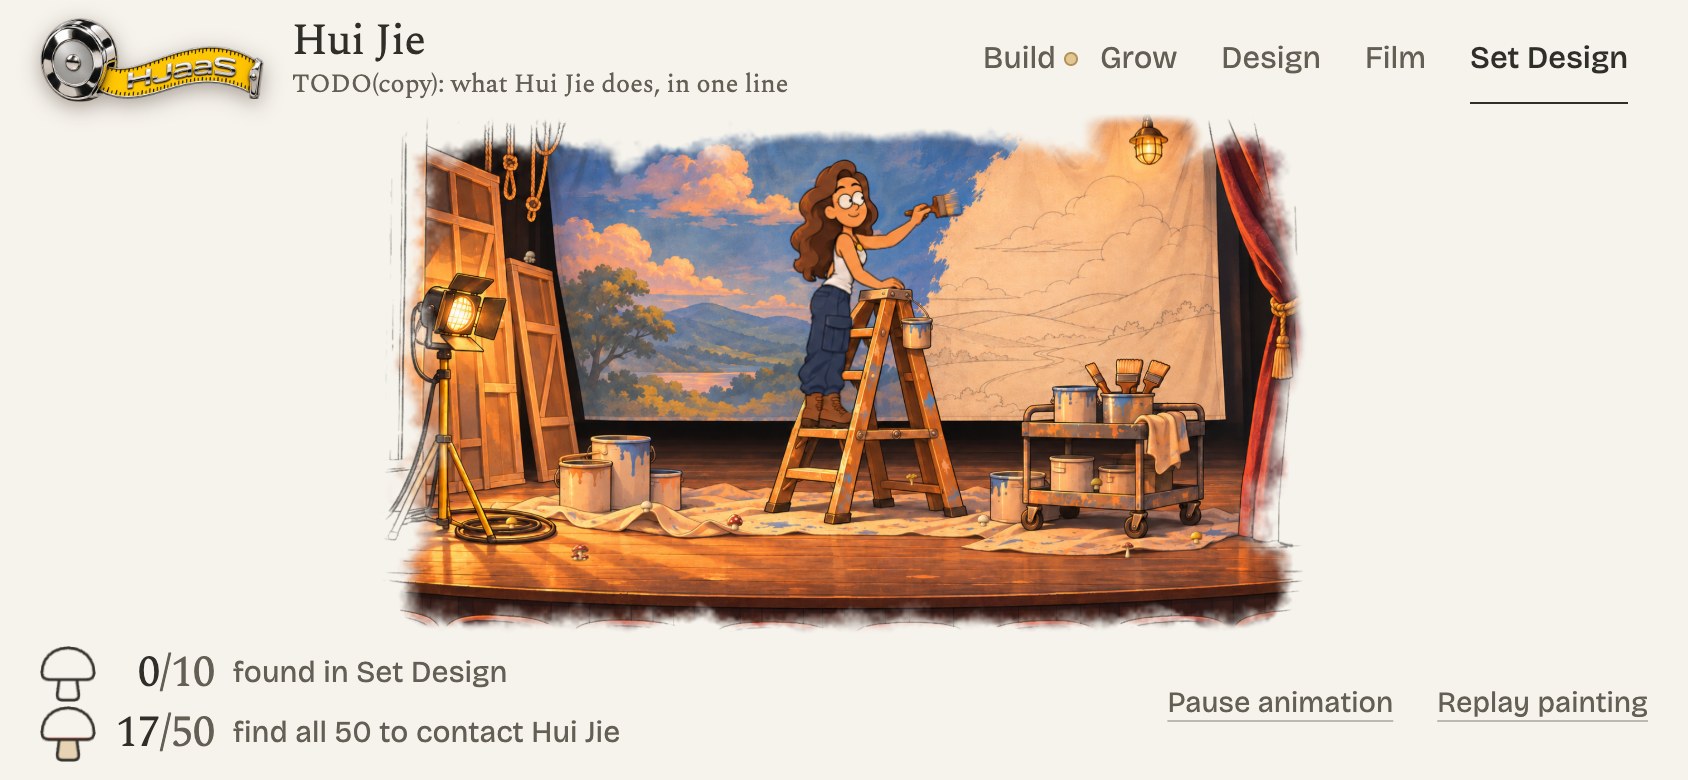 HJaaS
Hui Jie
TODO(copy): what Hui Jie does, in one line
Build Grow Design Film Set Design
0/10 found in Set Design
17/50 find all 50 to contact Hui Jie
Pause animation Replay painting